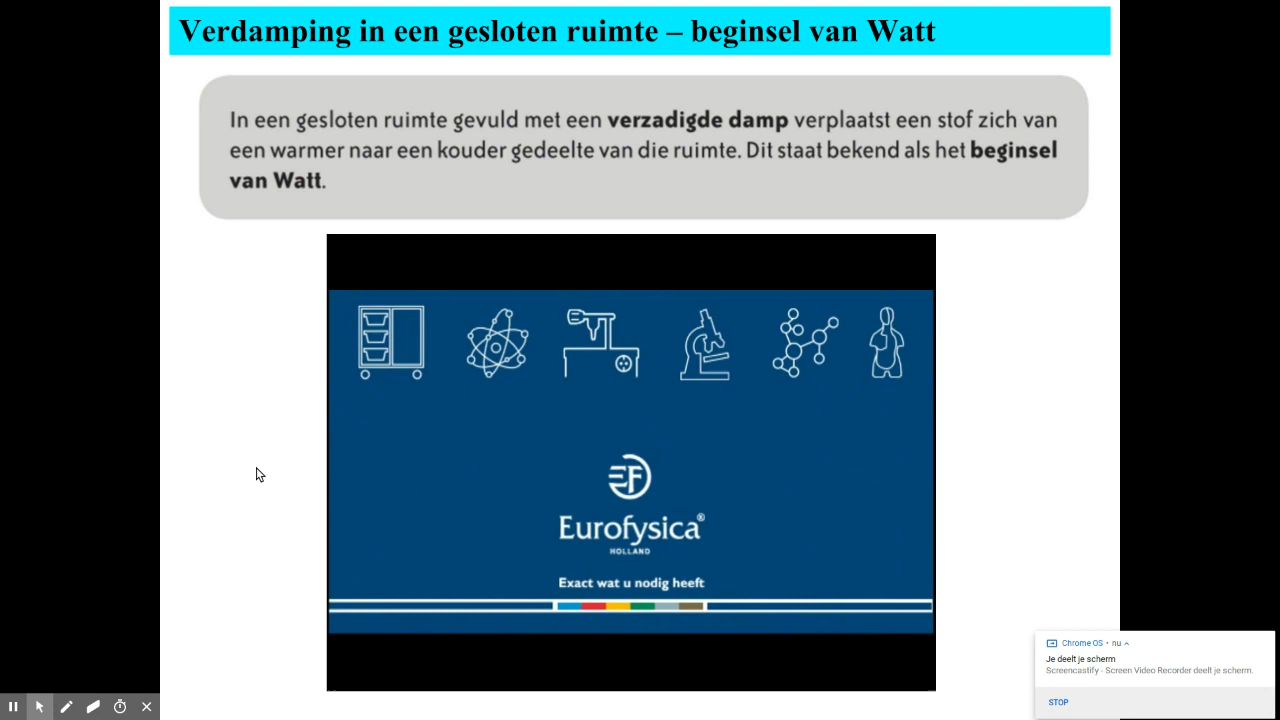 Verdamping in een gesloten ruimte – beginsel van Watt
In een gesloten ruimte gevuld met een verzadigde damp verplaatst een stof zich van
een warmer naar een kouder gedeelte van die ruimte. Dit staat bekend als het beginsel
van Watt.
EF
Eurofysica®
HOLLAND
Exact wat u nodig heeft
Chrome OS • nu
Je deelt je scherm
Screencastify - Screen Video Recorder deelt je scherm.
STOP